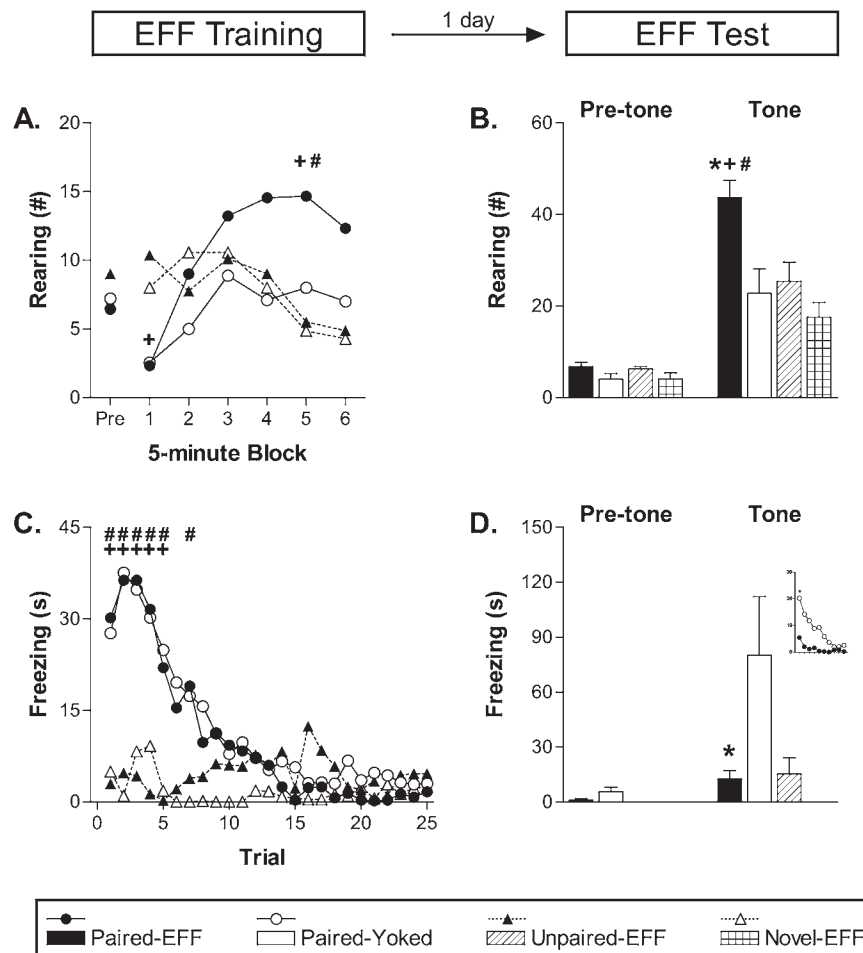 EFF Training 1 day EFF Test
A.
20
15
10
5
0
Rearing (#)
+ #
+
Pre 1 2 3 4 5 6
5-minute Block
B.
Pre-tone Tone
60
40
20
0
Rearing (#)
*+ #
C.
45
30
15
0
Freezing (s)
##### #
+++++
0 5 10 15 20 25
Trial
D.
Pre-tone Tone
150
120
90
60
30
0
Freezing (s)
*
Paired-EFF Paired-Yoked Unpaired-EFF Novel-EFF